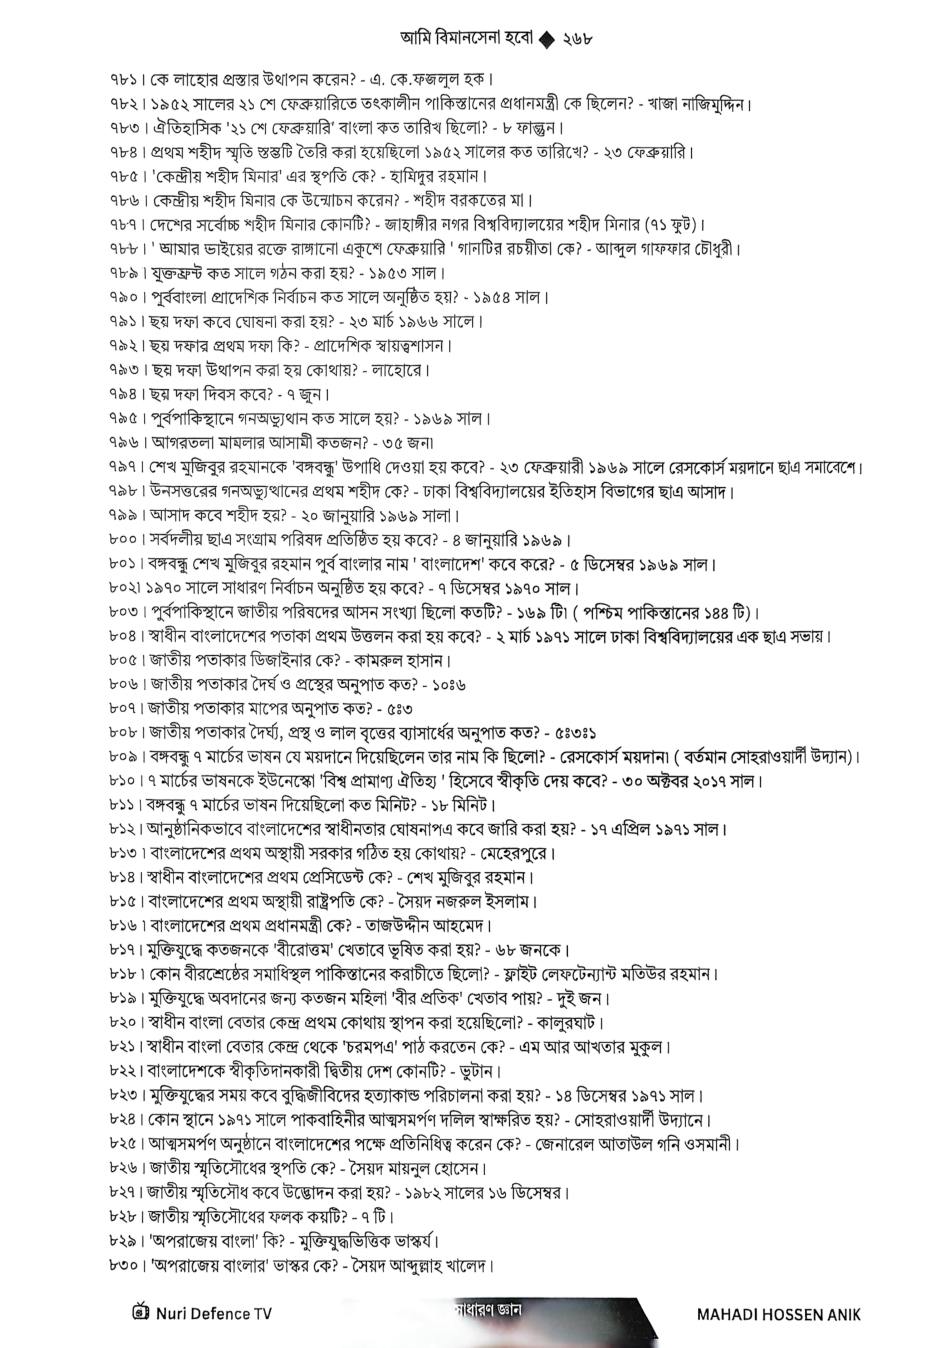 আমি বিমানসেনা হবো ◆ ২৬৮
৭৮১। কে লাহোর প্রস্তার উথাপন করেন? - এ. কে.ফজলুল হক।
৭৮২। ১৯৫২ সালের ২১ শে ফেব্রুয়ারিতে তৎকালীন পাকিস্তানের প্রধানমন্ত্রী কে ছিলেন? - খাজা নাজিমুদ্দিন।
৭৮৩। ঐতিহাসিক '২১ শে ফেব্রুয়ারি' বাংলা কত তারিখ ছিলো? - ৮ ফাল্গুন।
৭৮৪। প্রথম শহীদ স্মৃতি স্তম্ভটি তৈরি করা হয়েছিলো ১৯৫২ সালের কত তারিখে? - ২৩ ফেব্রুয়ারি।
৭৮৫। 'কেন্দ্রীয় শহীদ মিনার' এর স্থপতি কে? - হামিদুর রহমান।
৭৮৬। কেন্দ্রীয় শহীদ মিনার কে উন্মোচন করেন? - শহীদ বরকতের মা।
৭৮৭। দেশের সর্বোচ্চ শহীদ মিনার কোনটি? - জাহাঙ্গীর নগর বিশ্ববিদ্যালয়ের শহীদ মিনার (৭১ ফুট)।
৭৮৮। ' আমার ভাইয়ের রক্তে রাঙ্গানো একুশে ফেব্রুয়ারি ' গানটির রচয়ীতা কে? - আব্দুল গাফফার চৌধুরী।
৭৮৯। যুক্তফ্রন্ট কত সালে গঠন করা হয়? - ১৯৫৩ সাল।
৭৯০। পূর্ববাংলা প্রাদেশিক নির্বাচন কত সালে অনুষ্ঠিত হয়? - ১৯৫৪ সাল।
৭৯১। ছয় দফা কবে ঘোষনা করা হয়? - ২৩ মার্চ ১৯৬৬ সালে।
৭৯২। ছয় দফার প্রথম দফা কি? - প্রাদেশিক স্বায়ত্বশাসন।
৭৯৩। ছয় দফা উথাপন করা হয় কোথায়? - লাহোরে।
৭৯৪। ছয় দফা দিবস কবে? - ৭ জুন।
৭৯৫। পূর্বপাকিস্থানে গনঅভ্যুথান কত সালে হয়? - ১৯৬৯ সাল।
৭৯৬। আগরতলা মামলার আসামী কতজন? - ৩৫ জন৷
৭৯৭। শেখ মুজিবুর রহমানকে 'বঙ্গবন্ধু' উপাধি দেওয়া হয় কবে? - ২৩ ফেব্রুয়ারী ১৯৬৯ সালে রেসকোর্স ময়দানে ছাএ সমাবেশে।
৭৯৮। উনসত্তরের গনঅভ্যুত্থানের প্রথম শহীদ কে? - ঢাকা বিশ্ববিদ্যালয়ের ইতিহাস বিভাগের ছাএ আসাদ।
৭৯৯। আসাদ কবে শহীদ হয়? - ২০ জানুয়ারি ১৯৬৯ সালা।
৮০০। সর্বদলীয় ছাএ সংগ্রাম পরিষদ প্রতিষ্ঠিত হয় কবে? - ৪ জানুয়ারি ১৯৬৯।
৮০১। বঙ্গবন্ধু শেখ মুজিবুর রহমান পূর্ব বাংলার নাম ' বাংলাদেশ' কবে করে? - ৫ ডিসেম্বর ১৯৬৯ সাল।
৮০২৷ ১৯৭০ সালে সাধারণ নির্বাচন অনুষ্ঠিত হয় কবে? - ৭ ডিসেম্বর ১৯৭০ সাল।
৮০৩। পুর্বপাকিস্থানে জাতীয় পরিষদের আসন সংখ্যা ছিলো কতটি? - ১৬৯ টি৷ ( পশ্চিম পাকিস্তানের ১৪৪ টি)।
৮০৪। স্বাধীন বাংলাদেশের পতাকা প্রথম উত্তলন করা হয় কবে? - ২ মার্চ ১৯৭১ সালে ঢাকা বিশ্ববিদ্যালয়ের এক ছাএ সভায়।
৮০৫। জাতীয় পতাকার ডিজাইনার কে? - কামরুল হাসান।
৮০৬। জাতীয় পতাকার দৈর্ঘ ও প্রস্থের অনুপাত কত? - ১০ঃ৬
৮০৭। জাতীয় পতাকার মাপের অনুপাত কত? - ৫ঃ৩
৮০৮। জাতীয় পতাকার দৈর্ঘ্য, প্রস্থ ও লাল বৃত্তের ব্যাসার্ধের অনুপাত কত? - ৫ঃ৩ঃ১
৮০৯। বঙ্গবন্ধু ৭ মার্চের ভাষন যে ময়দানে দিয়েছিলেন তার নাম কি ছিলো? - রেসকোর্স ময়দান৷ ( বর্তমান সোহরাওয়ার্দী উদ্যান)।
৮১০। ৭ মার্চের ভাষনকে ইউনেস্কো 'বিশ্ব প্রামাণ্য ঐতিহ্য ' হিসেবে স্বীকৃতি দেয় কবে? - ৩০ অক্টবর ২০১৭ সাল।
৮১১। বঙ্গবন্ধু ৭ মার্চের ভাষন দিয়েছিলো কত মিনিট? - ১৮ মিনিট।
৮১২। আনুষ্ঠানিকভাবে বাংলাদেশের স্বাধীনতার ঘোষনাপএ কবে জারি করা হয়? - ১৭ এপ্রিল ১৯৭১ সাল।
৮১৩। বাংলাদেশের প্রথম অস্থায়ী সরকার গঠিত হয় কোথায়? - মেহেরপুরে।
৮১৪। স্বাধীন বাংলাদেশের প্রথম প্রেসিডেন্ট কে? - শেখ মুজিবুর রহমান।
৮১৫। বাংলাদেশের প্রথম অস্থায়ী রাষ্ট্রপতি কে? - সৈয়দ নজরুল ইসলাম।
৮১৬৷ বাংলাদেশের প্রথম প্রধানমন্ত্রী কে? - তাজউদ্দীন আহমেদ।
৮১৭। মুক্তিযুদ্ধে কতজনকে 'বীরোত্তম' খেতাবে ভূষিত করা হয়? - ৬৮ জনকে।
৮১৮৷ কোন বীরশ্রেষ্ঠের সমাধিস্থল পাকিস্তানের করাচীতে ছিলো? - ফ্লাইট লেফটেন্যান্ট মতিউর রহমান।
৮১৯। মুক্তিযুদ্ধে অবদানের জন্য কতজন মহিলা 'বীর প্রতিক' খেতাব পায়? - দুই জন।
৮২০। স্বাধীন বাংলা বেতার কেন্দ্র প্রথম কোথায় স্থাপন করা হয়েছিলো? - কালুরঘাট।
৮২১। স্বাধীন বাংলা বেতার কেন্দ্র থেকে 'চরমপএ' পাঠ করতেন কে? - এম আর আখতার মুকুল।
৮২২। বাংলাদেশকে স্বীকৃতিদানকারী দ্বিতীয় দেশ কোনটি? - ভুটান।
৮২৩। মুক্তিযুদ্ধের সময় কবে বুদ্ধিজীবিদের হত্যাকান্ড পরিচালনা করা হয়? - ১৪ ডিসেম্বর ১৯৭১ সাল।
৮২৪। কোন স্থানে ১৯৭১ সালে পাকবাহিনীর আত্মসমর্পণ দলিল স্বাক্ষরিত হয়? - সোহরাওয়ার্দী উদ্যানে।
৮২৫। আত্মসমর্পণ অনুষ্ঠানে বাংলাদেশের পক্ষে প্রতিনিধিত্ব করেন কে? - জেনারেল আতাউল গনি ওসমানী।
৮২৬। জাতীয় স্মৃতিসৌধের স্থপতি কে? - সৈয়দ মায়নুল হোসেন।
৮২৭। জাতীয় স্মৃতিসৌধ কবে উদ্ভোদন করা হয়? - ১৯৮২ সালের ১৬ ডিসেম্বর।
৮২৮। জাতীয় স্মৃতিসৌধের ফলক কয়টি? - ৭ টি।
৮২৯। 'অপরাজেয় বাংলা' কি? - মুক্তিযুদ্ধভিত্তিক ভাস্কর্য।
৮৩০। 'অপরাজেয় বাংলার' ভাস্কর কে? - সৈয়দ আব্দুল্লাহ খালেদ।
Nuri Defence TV
সাধারণ জ্ঞান
MAHADI HOSSEN ANIK